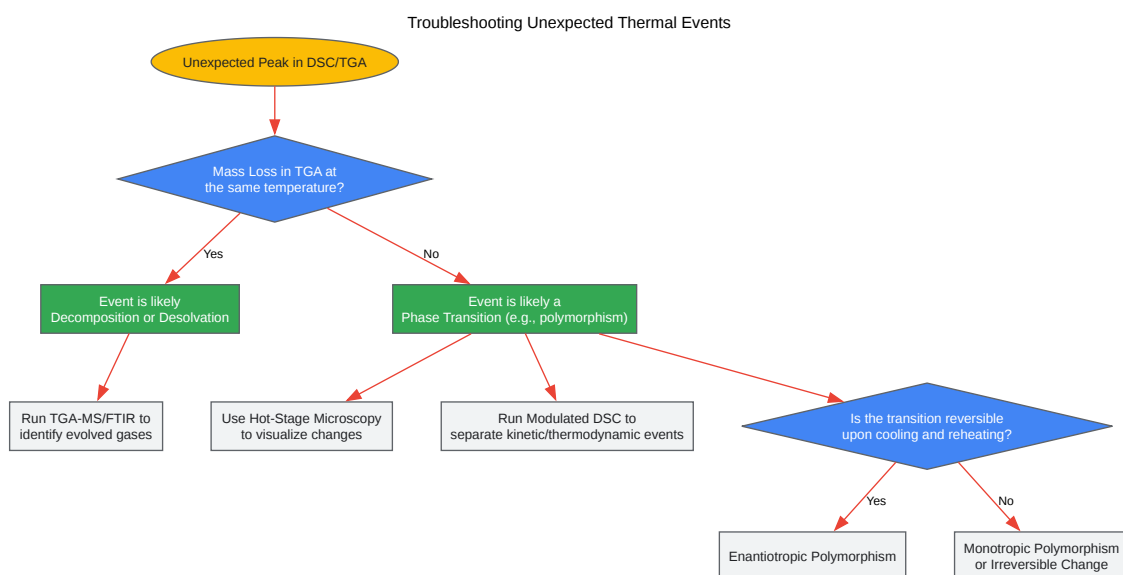 Troubleshooting Unexpected Thermal Events
Unexpected Peak in DSC/TGA
Mass Loss in TGA at
the same temperature?
Yes
No
Event is likely
Decomposition or Desolvation
Event is likely a
Phase Transition (e.g., polymorphism)
Run TGA-MS/FTIR to
identify evolved gases
Use Hot-Stage Microscopy
to visualize changes
Run Modulated DSC to
separate kinetic/thermodynamic events
Is the transition reversible
upon cooling and reheating?
Yes
No
Enantiotropic Polymorphism
Monotropic Polymorphism
or Irreversible Change